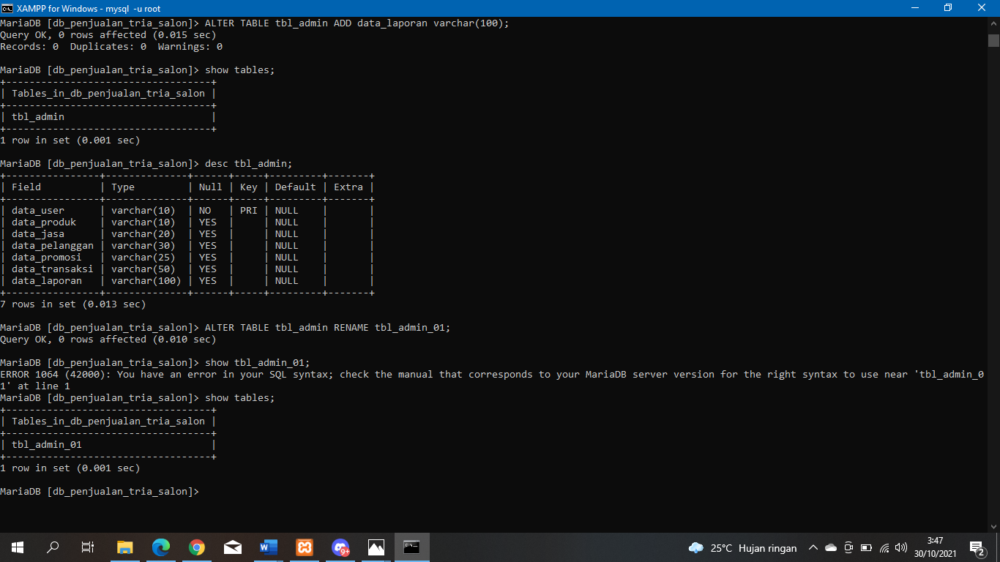 XAMPP for Windows - mysql  -u root
MariaDB [db_penjualan_tria_salon]> ALTER TABLE tbl_admin ADD data_laporan varchar(100);
Query OK, 0 rows affected (0.015 sec)
Records: 0  Duplicates: 0  Warnings: 0
MariaDB [db_penjualan_tria_salon]> show tables;
+-----------------------------------+
| Tables_in_db_penjualan_tria_salon |
+-----------------------------------+
| tbl_admin                         |
+-----------------------------------+
1 row in set (0.001 sec)
MariaDB [db_penjualan_tria_salon]> desc tbl_admin;
+----------------+--------------+------+-----+---------+-------+
| Field          | Type         | Null | Key | Default | Extra |
+----------------+--------------+------+-----+---------+-------+
| data_user      | varchar(10)  | NO   | PRI | NULL    |       |
| data_produk    | varchar(10)  | YES  |     | NULL    |       |
| data_jasa      | varchar(20)  | YES  |     | NULL    |       |
| data_pelanggan | varchar(30)  | YES  |     | NULL    |       |
| data_promosi   | varchar(25)  | YES  |     | NULL    |       |
| data_transaksi | varchar(50)  | YES  |     | NULL    |       |
| data_laporan   | varchar(100) | YES  |     | NULL    |       |
+----------------+--------------+------+-----+---------+-------+
7 rows in set (0.013 sec)
MariaDB [db_penjualan_tria_salon]> ALTER TABLE tbl_admin RENAME tbl_admin_01;
Query OK, 0 rows affected (0.010 sec)
MariaDB [db_penjualan_tria_salon]> show tbl_admin_01;
ERROR 1064 (42000): You have an error in your SQL syntax; check the manual that corresponds to your MariaDB server version for the right syntax to use near 'tbl_admin_0
1' at line 1
MariaDB [db_penjualan_tria_salon]> show tables;
+-----------------------------------+
| Tables_in_db_penjualan_tria_salon |
+-----------------------------------+
| tbl_admin_01                      |
+-----------------------------------+
1 row in set (0.001 sec)
MariaDB [db_penjualan_tria_salon]>
9+
25°C  Hujan ringan
3:47
30/10/2021
2